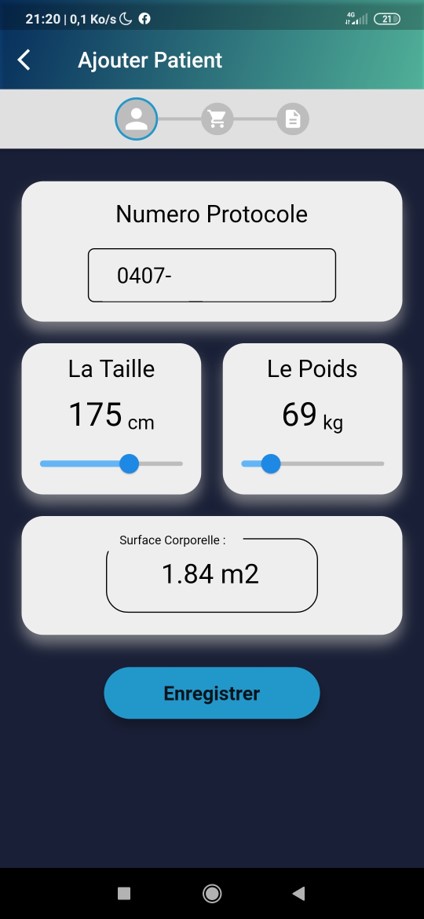 21:20 | 0,1 Ko/s
4G
21
Ajouter Patient
Numero Protocole
0407-
La Taille
175 cm
Le Poids
69 kg
Surface Corporelle :
1.84 m2
Enregistrer